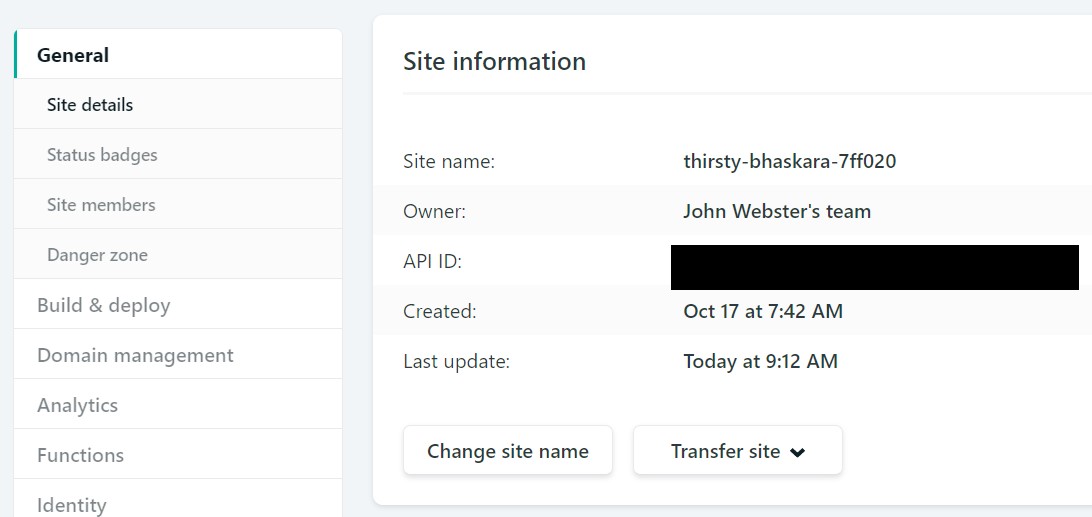 General
Site details
Status badges
Site members
Danger zone
Build & deploy
Domain management
Analytics
Functions
Identity
Site information
Site name: thirsty-bhaskara-7ff020
Owner: John Webster's team
API ID:
Created: Oct 17 at 7:42 AM
Last update: Today at 9:12 AM
Change site name Transfer site